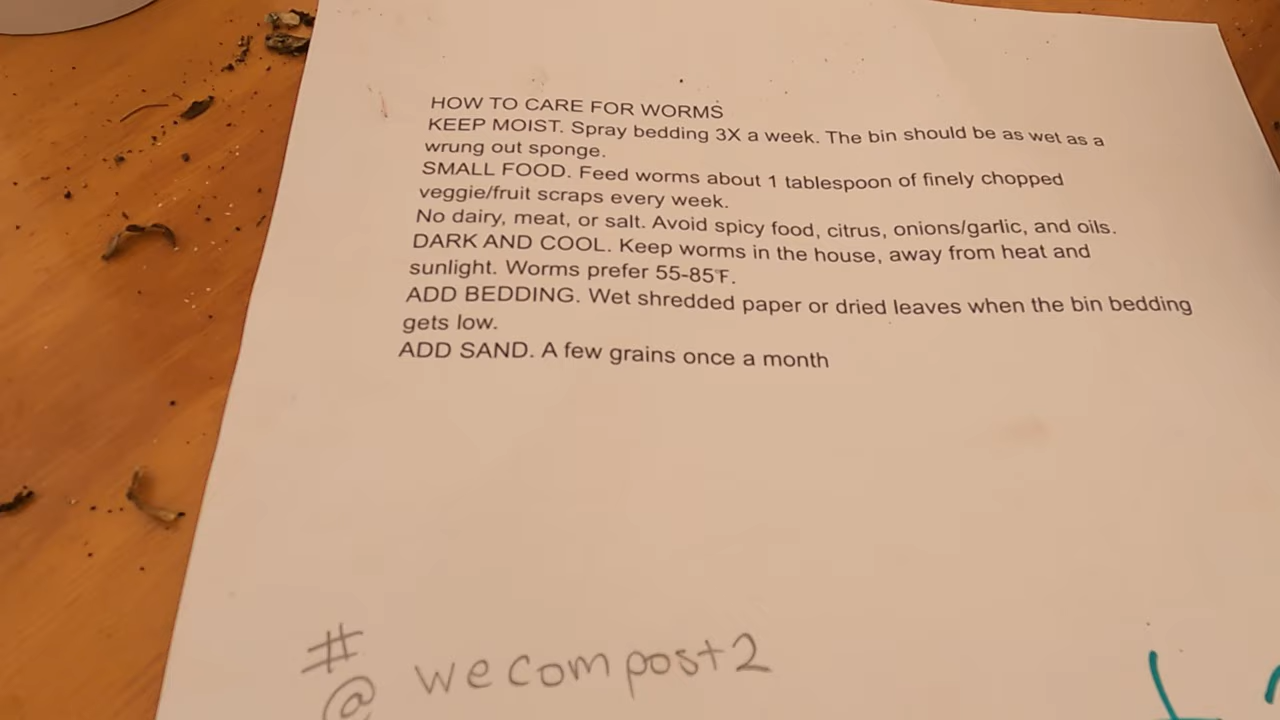 HOW TO CARE FOR WORMS
KEEP MOIST. Spray bedding 3X a week. The bin should be as wet as a
wrung out sponge.
SMALL FOOD. Feed worms about 1 tablespoon of finely chopped
veggie/fruit scraps every week.
No dairy, meat, or salt. Avoid spicy food, citrus, onions/garlic, and oils.
DARK AND COOL. Keep worms in the house, away from heat and
sunlight. Worms prefer 55-85℉.
ADD BEDDING. Wet shredded paper or dried leaves when the bin bedding
gets low.
ADD SAND. A few grains once a month
#
@ wecompost2